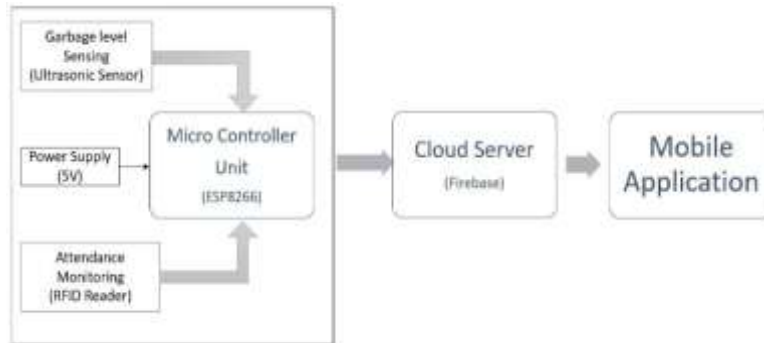 Garbage level
Sensing
(Ultrasonic Sensor)
Power Supply
(5V)
Attendance
Monitoring
(RFID Reader)
Micro Controller
Unit
(ESP8266)
Cloud Server
(Firebase)
Mobile
Application